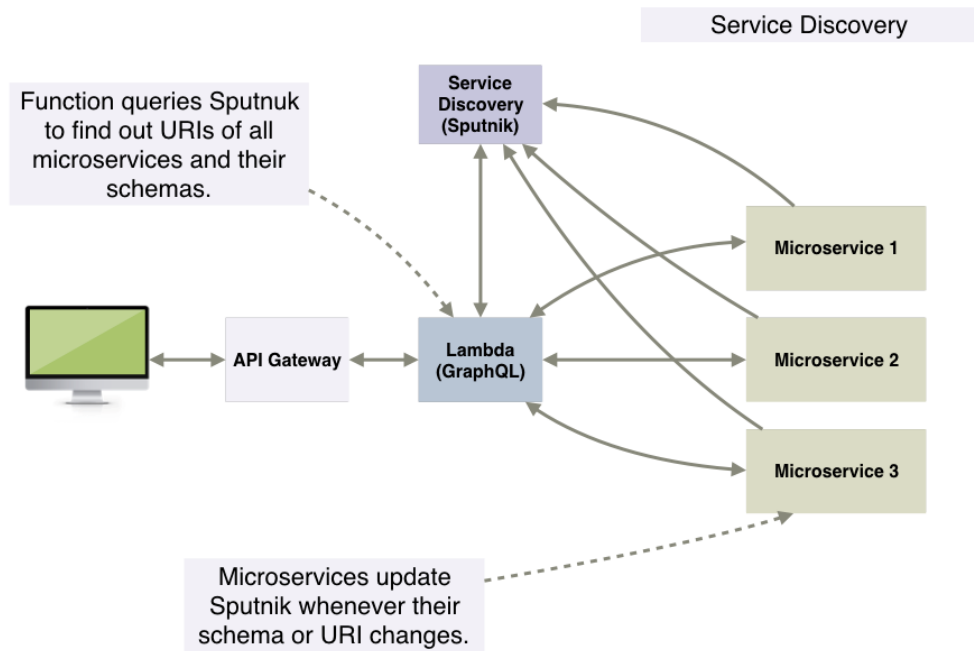 Service Discovery
Service
Discovery
(Sputnik)
Function queries Sputnuk
to find out URIs of all
microservices and their
schemas.
Microservice 1
API Gateway
Lambda
(GraphQL)
Microservice 2
Microservice 3
Microservices update
Sputnik whenever their
schema or URI changes.